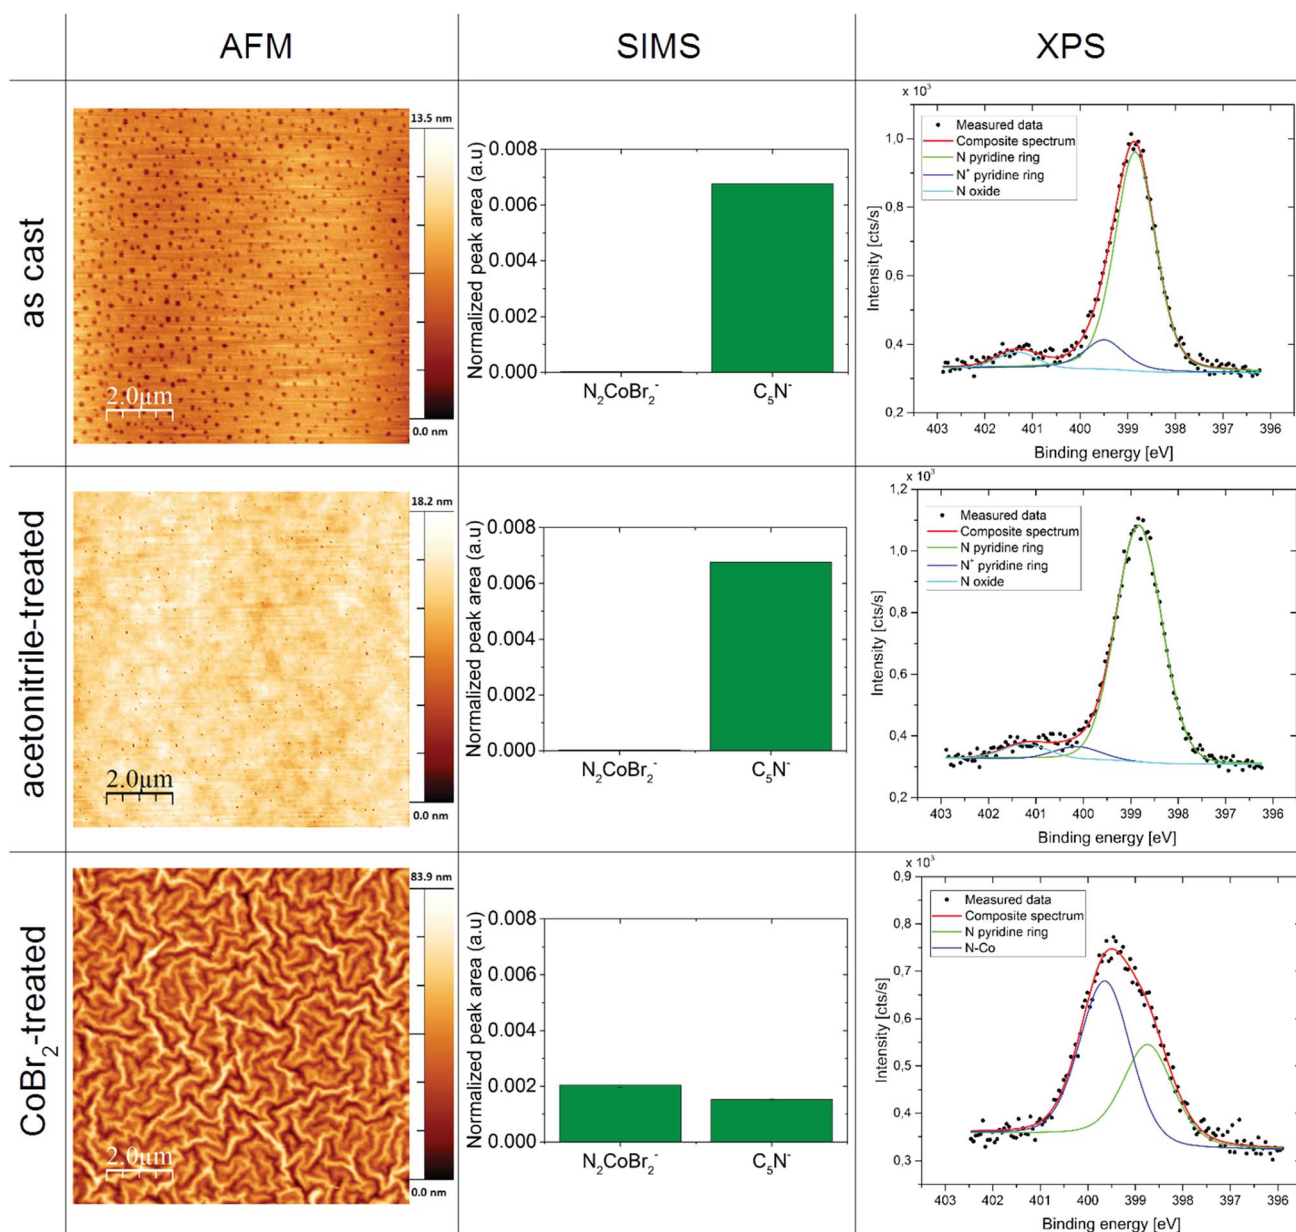 AFM
SIMS
XPS
as cast
13.5 nm
2.0µm
0.0 nm
Normalized peak area (a.u)
0.008
0.006
0.004
0.002
0.000
N₂CoBr₂⁻
C₅N⁻
x 10³
Measured data
Composite spectrum
N pyridine ring
N⁺ pyridine ring
N oxide
Intensity [cts/s]
1,0
0,8
0,6
0,4
0,2
403 402 401 400 399 398 397 396
Binding energy [eV]
acetonitrile-treated
18.2 nm
2.0µm
0.0 nm
Normalized peak area (a.u)
0.008
0.006
0.004
0.002
0.000
N₂CoBr₂⁻
C₅N⁻
x 10³
Measured data
Composite spectrum
N pyridine ring
N⁺ pyridine ring
N oxide
Intensity [cts/s]
1,2
1,0
0,8
0,6
0,4
0,2
403 402 401 400 399 398 397 396
Binding energy [eV]
CoBr₂-treated
83.9 nm
2.0µm
0.0 nm
Normalized peak area (a.u)
0.008
0.006
0.004
0.002
0.000
N₂CoBr₂⁻
C₅N⁻
x 10³
Measured data
Composite spectrum
N pyridine ring
N-Co
Intensity [cts/s]
0,9
0,8
0,7
0,6
0,5
0,4
0,3
403 402 401 400 399 398 397 396
Binding energy [eV]